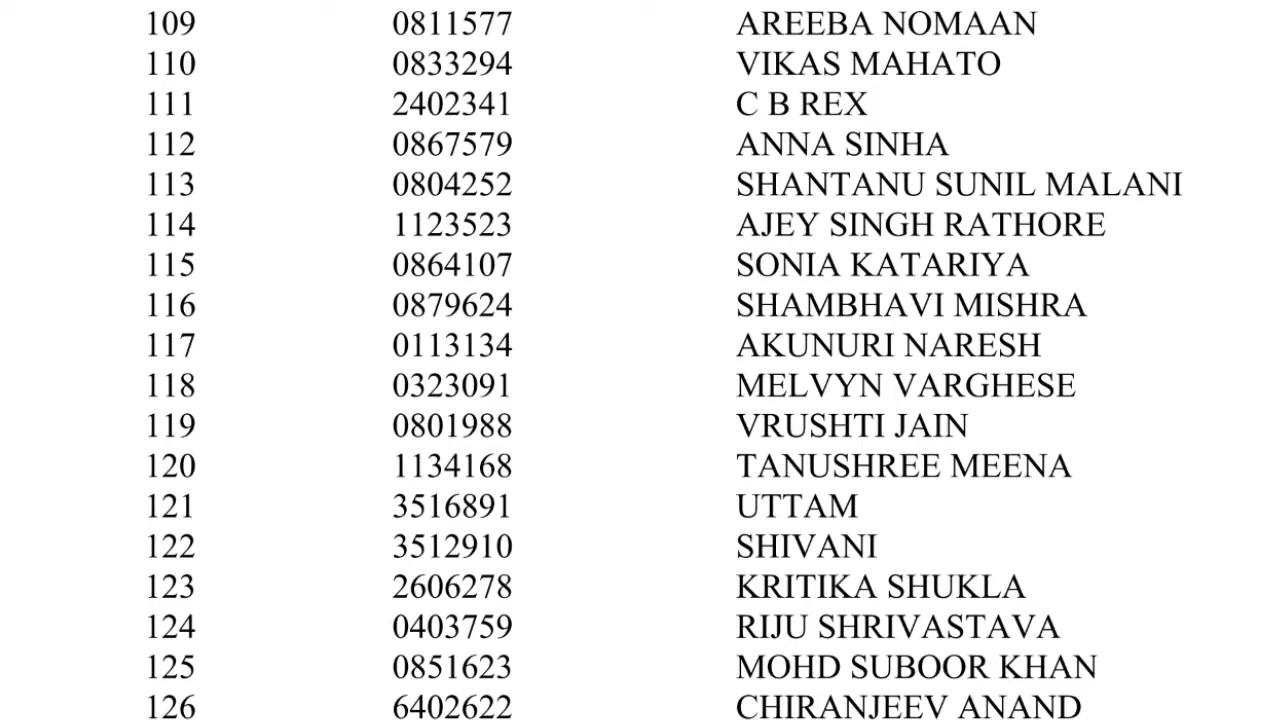 109 0811577 AREEBA NOMAAN
110 0833294 VIKAS MAHATO
111 2402341 C B REX
112 0867579 ANNA SINHA
113 0804252 SHANTANU SUNIL MALANI
114 1123523 AJEY SINGH RATHORE
115 0864107 SONIA KATARIYA
116 0879624 SHAMBHAVI MISHRA
117 0113134 AKUNURI NARESH
118 0323091 MELVYN VARGHESE
119 0801988 VRUSHTI JAIN
120 1134168 TANUSHREE MEENA
121 3516891 UTTAM
122 3512910 SHIVANI
123 2606278 KRITIKA SHUKLA
124 0403759 RIJU SHRIVASTAVA
125 0851623 MOHD SUBOOR KHAN
126 6402622 CHIRANJEEV ANAND